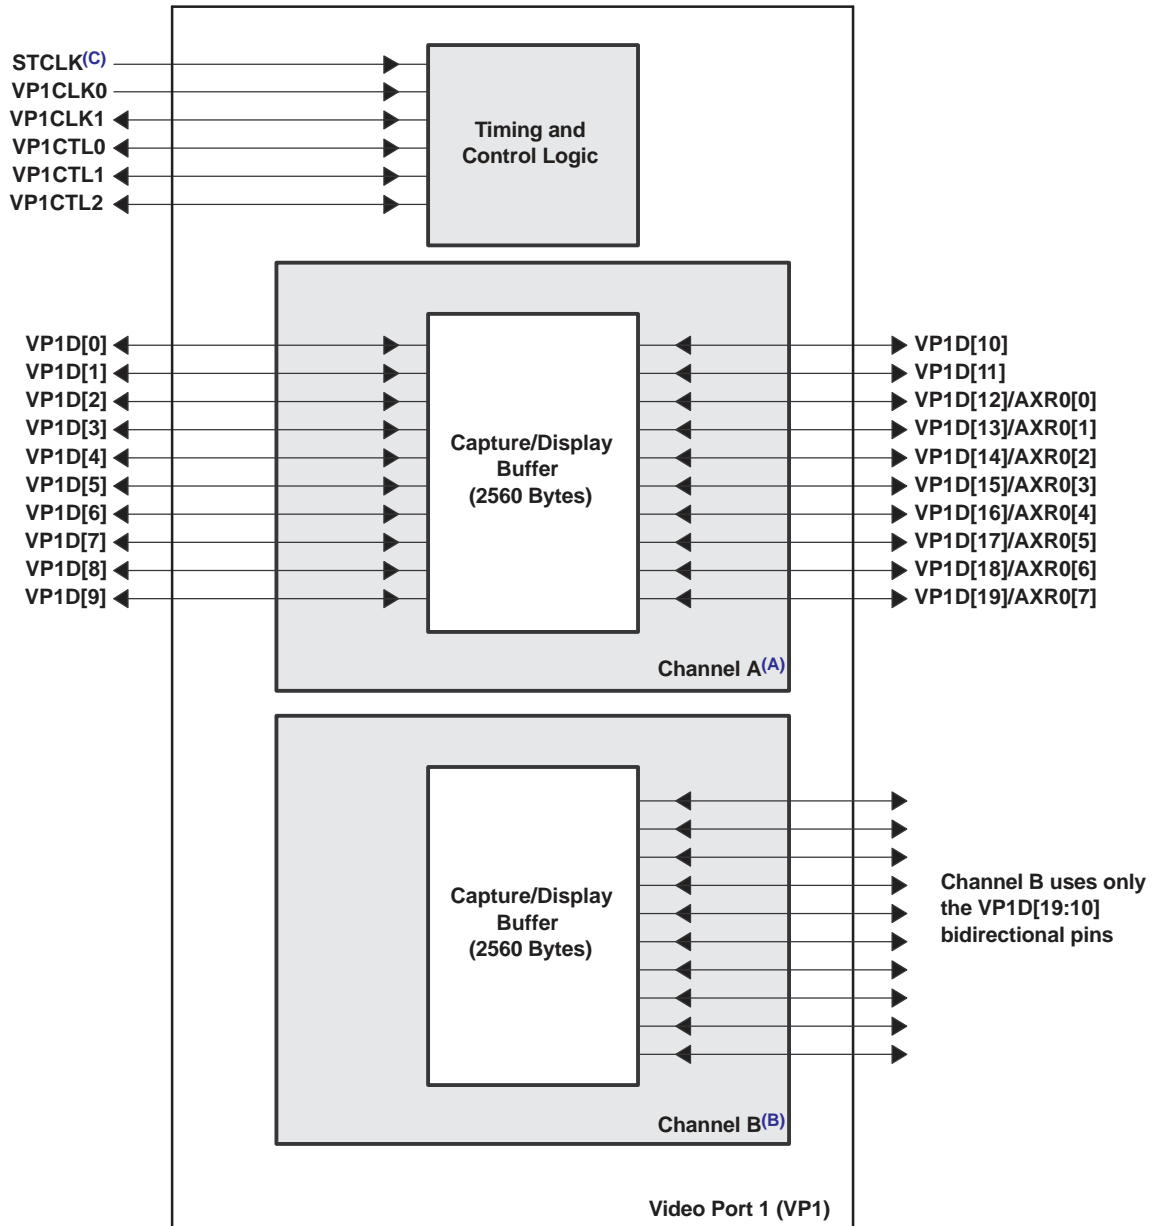 STCLK(C)
VP1CLK0
VP1CLK1
VP1CTL0
VP1CTL1
VP1CTL2
Timing and
Control Logic
VP1D[0]
VP1D[1]
VP1D[2]
VP1D[3]
VP1D[4]
VP1D[5]
VP1D[6]
VP1D[7]
VP1D[8]
VP1D[9]
Capture/Display
Buffer
(2560 Bytes)
VP1D[10]
VP1D[11]
VP1D[12]/AXR0[0]
VP1D[13]/AXR0[1]
VP1D[14]/AXR0[2]
VP1D[15]/AXR0[3]
VP1D[16]/AXR0[4]
VP1D[17]/AXR0[5]
VP1D[18]/AXR0[6]
VP1D[19]/AXR0[7]
Channel A(A)
Capture/Display
Buffer
(2560 Bytes)
Channel B uses only
the VP1D[19:10]
bidirectional pins
Channel B(B)
Video Port 1 (VP1)